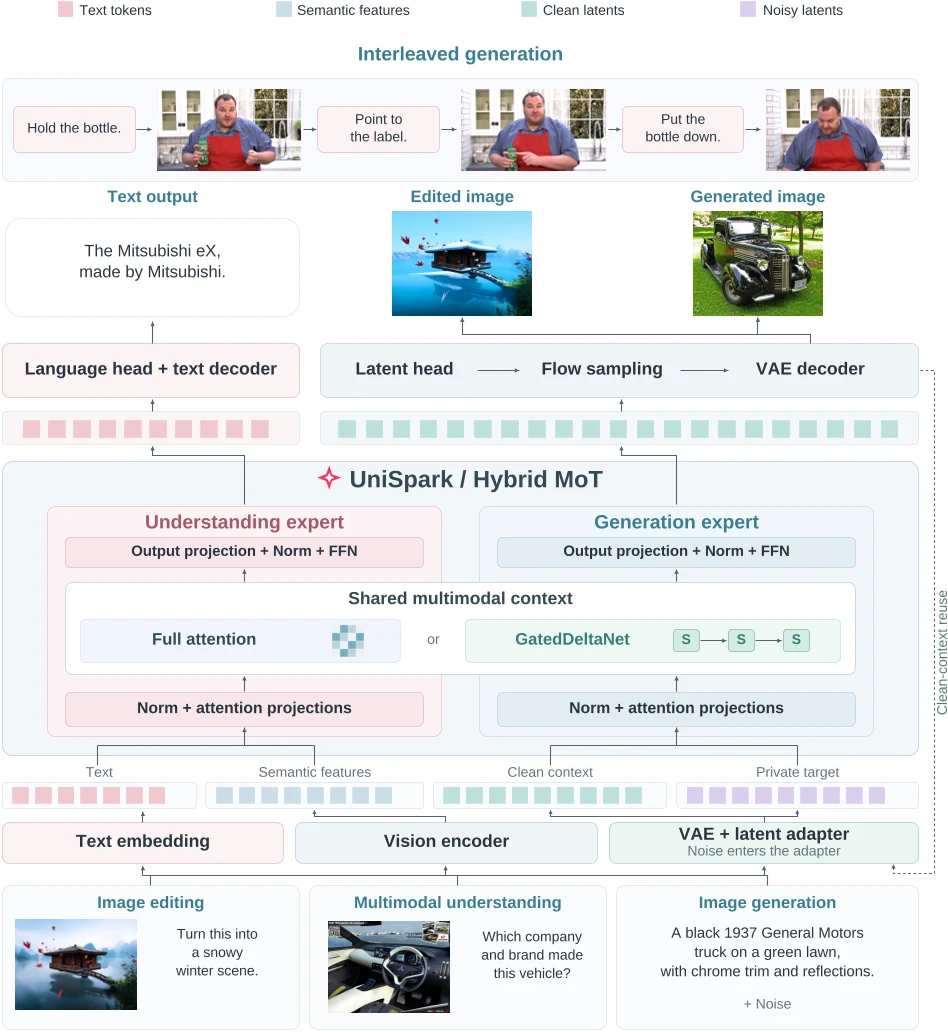 Text tokens
Semantic features
Clean latents
Noisy latents
Interleaved generation
Hold the bottle.
Point to
the label.
Put the
bottle down.
Text output
Edited image
Generated image
The Mitsubishi eX,
made by Mitsubishi.
Language head + text decoder
Latent head
Flow sampling
VAE decoder
UniSpark / Hybrid MoT
Understanding expert
Generation expert
Output projection + Norm + FFN
Output projection + Norm + FFN
Shared multimodal context
Full attention
or
GatedDeltaNet
S
S
S
Norm + attention projections
Norm + attention projections
Clean-context reuse
Text
Semantic features
Clean context
Private target
Text embedding
Vision encoder
VAE + latent adapter
Noise enters the adapter
Image editing
Turn this into
a snowy
winter scene.
Multimodal understanding
Which company
and brand made
this vehicle?
Image generation
A black 1937 General Motors
truck on a green lawn,
with chrome trim and reflections.
+ Noise